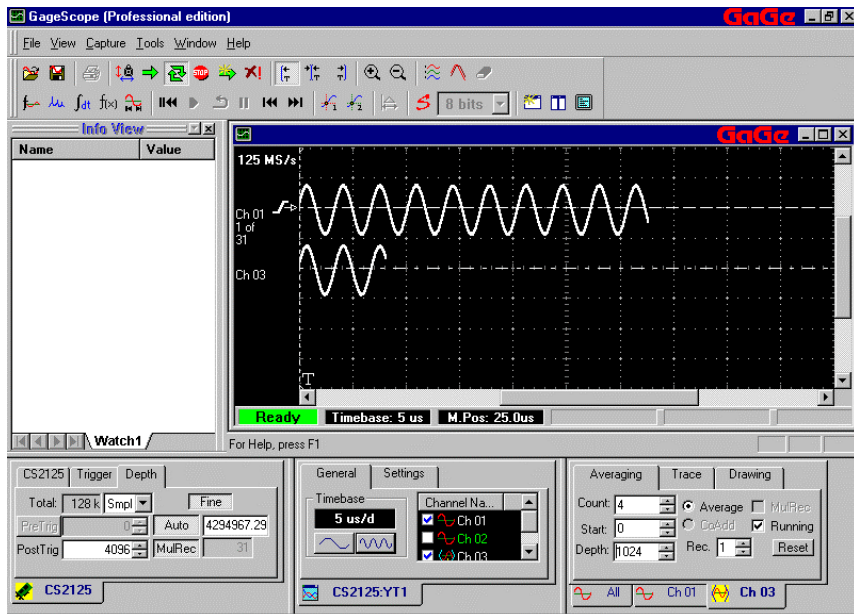 GageScope (Professional edition)
GaGe
File View Capture Tools Window Help
∫dt f(x)
1 2
S 8 bits
Info View
Name Value
Watch1
GaGe
125 MS/s
Ch 01
1 of
31
Ch 03
T
Ready Timebase: 5 us M.Pos: 25.0us
For Help, press F1
CS2125 Trigger Depth
Total: 128 k Smpl Fine
PreTrig 0 Auto 4294967.29
PostTrig 4096 MulRec 31
CS2125
General Settings
Timebase
5 us/d
Channel Na...
Ch 01
Ch 02
Ch 03
CS2125:YT1
Averaging Trace Drawing
Count: 4 Average MulRec
Start: 0 CoAdd Running
Depth: 1024 Rec. 1 Reset
All Ch 01 Ch 03